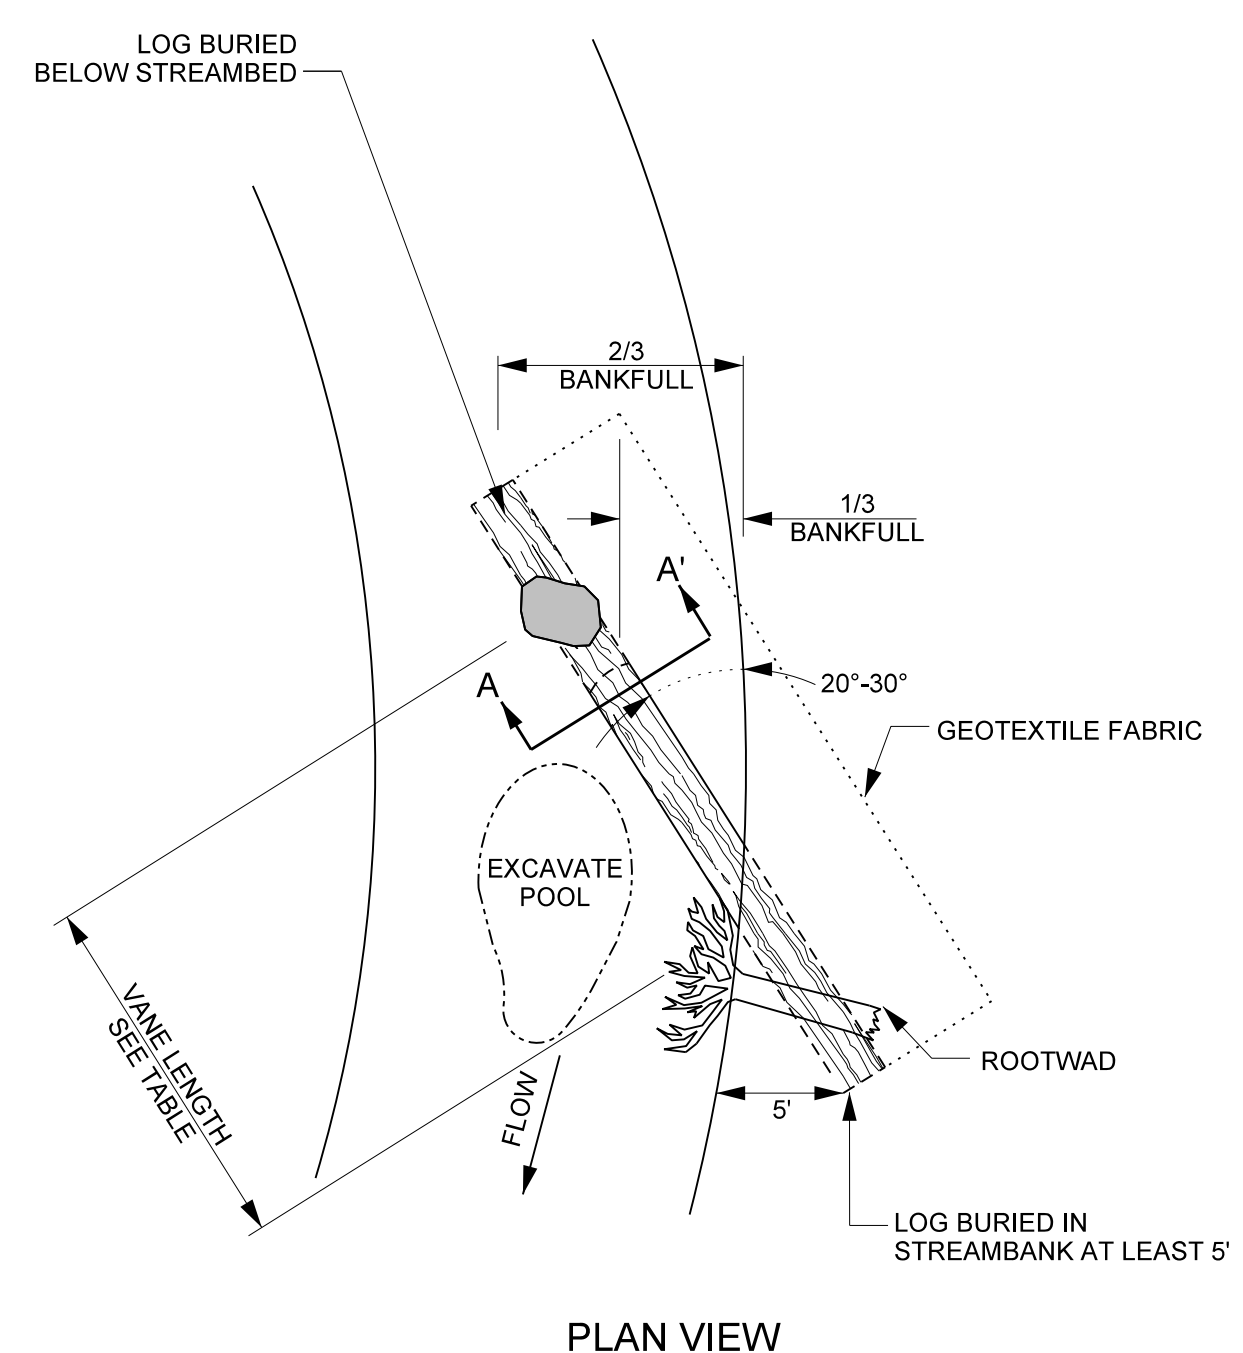 LOG BURIED
BELOW STREAMBED
2/3
BANKFULL
1/3
BANKFULL
A'
A
20°-30°
GEOTEXTILE FABRIC
EXCAVATE
POOL
VANE LENGTH
SEE TABLE
FLOW
ROOTWAD
5'
LOG BURIED IN
STREAMBANK AT LEAST 5'
PLAN VIEW